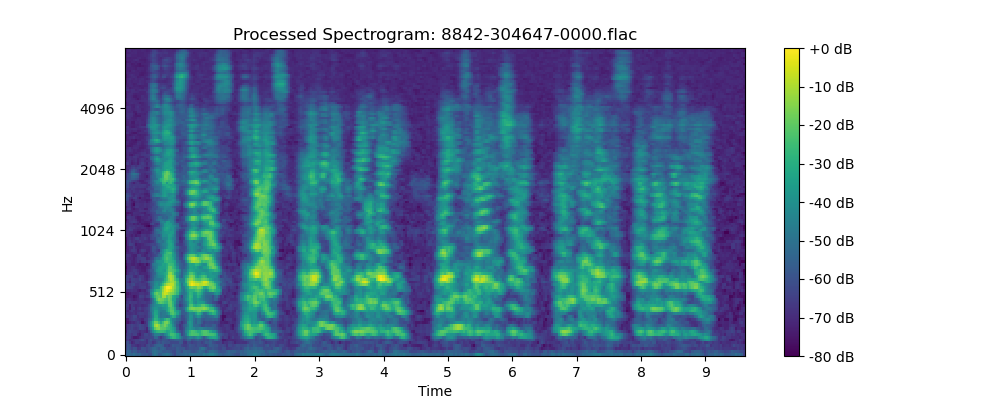 Processed Spectrogram: 8842-304647-0000.flac
Hz
4096
2048
1024
512
0
0 1 2 3 4 5 6 7 8 9
Time
+0 dB
-10 dB
-20 dB
-30 dB
-40 dB
-50 dB
-60 dB
-70 dB
-80 dB